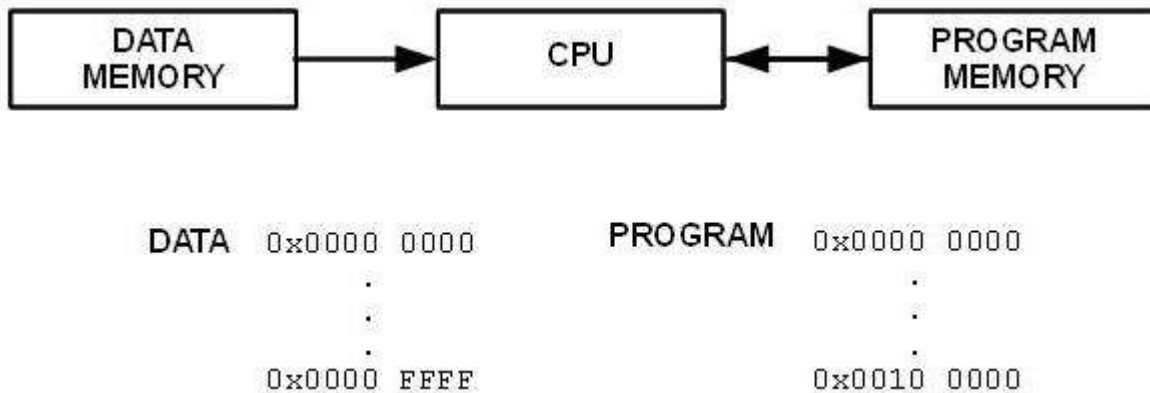 DATA
MEMORY
CPU
PROGRAM
MEMORY
DATA 0x0000 0000
.
.
.
0x0000 FFFF
PROGRAM 0x0000 0000
.
.
.
0x0010 0000